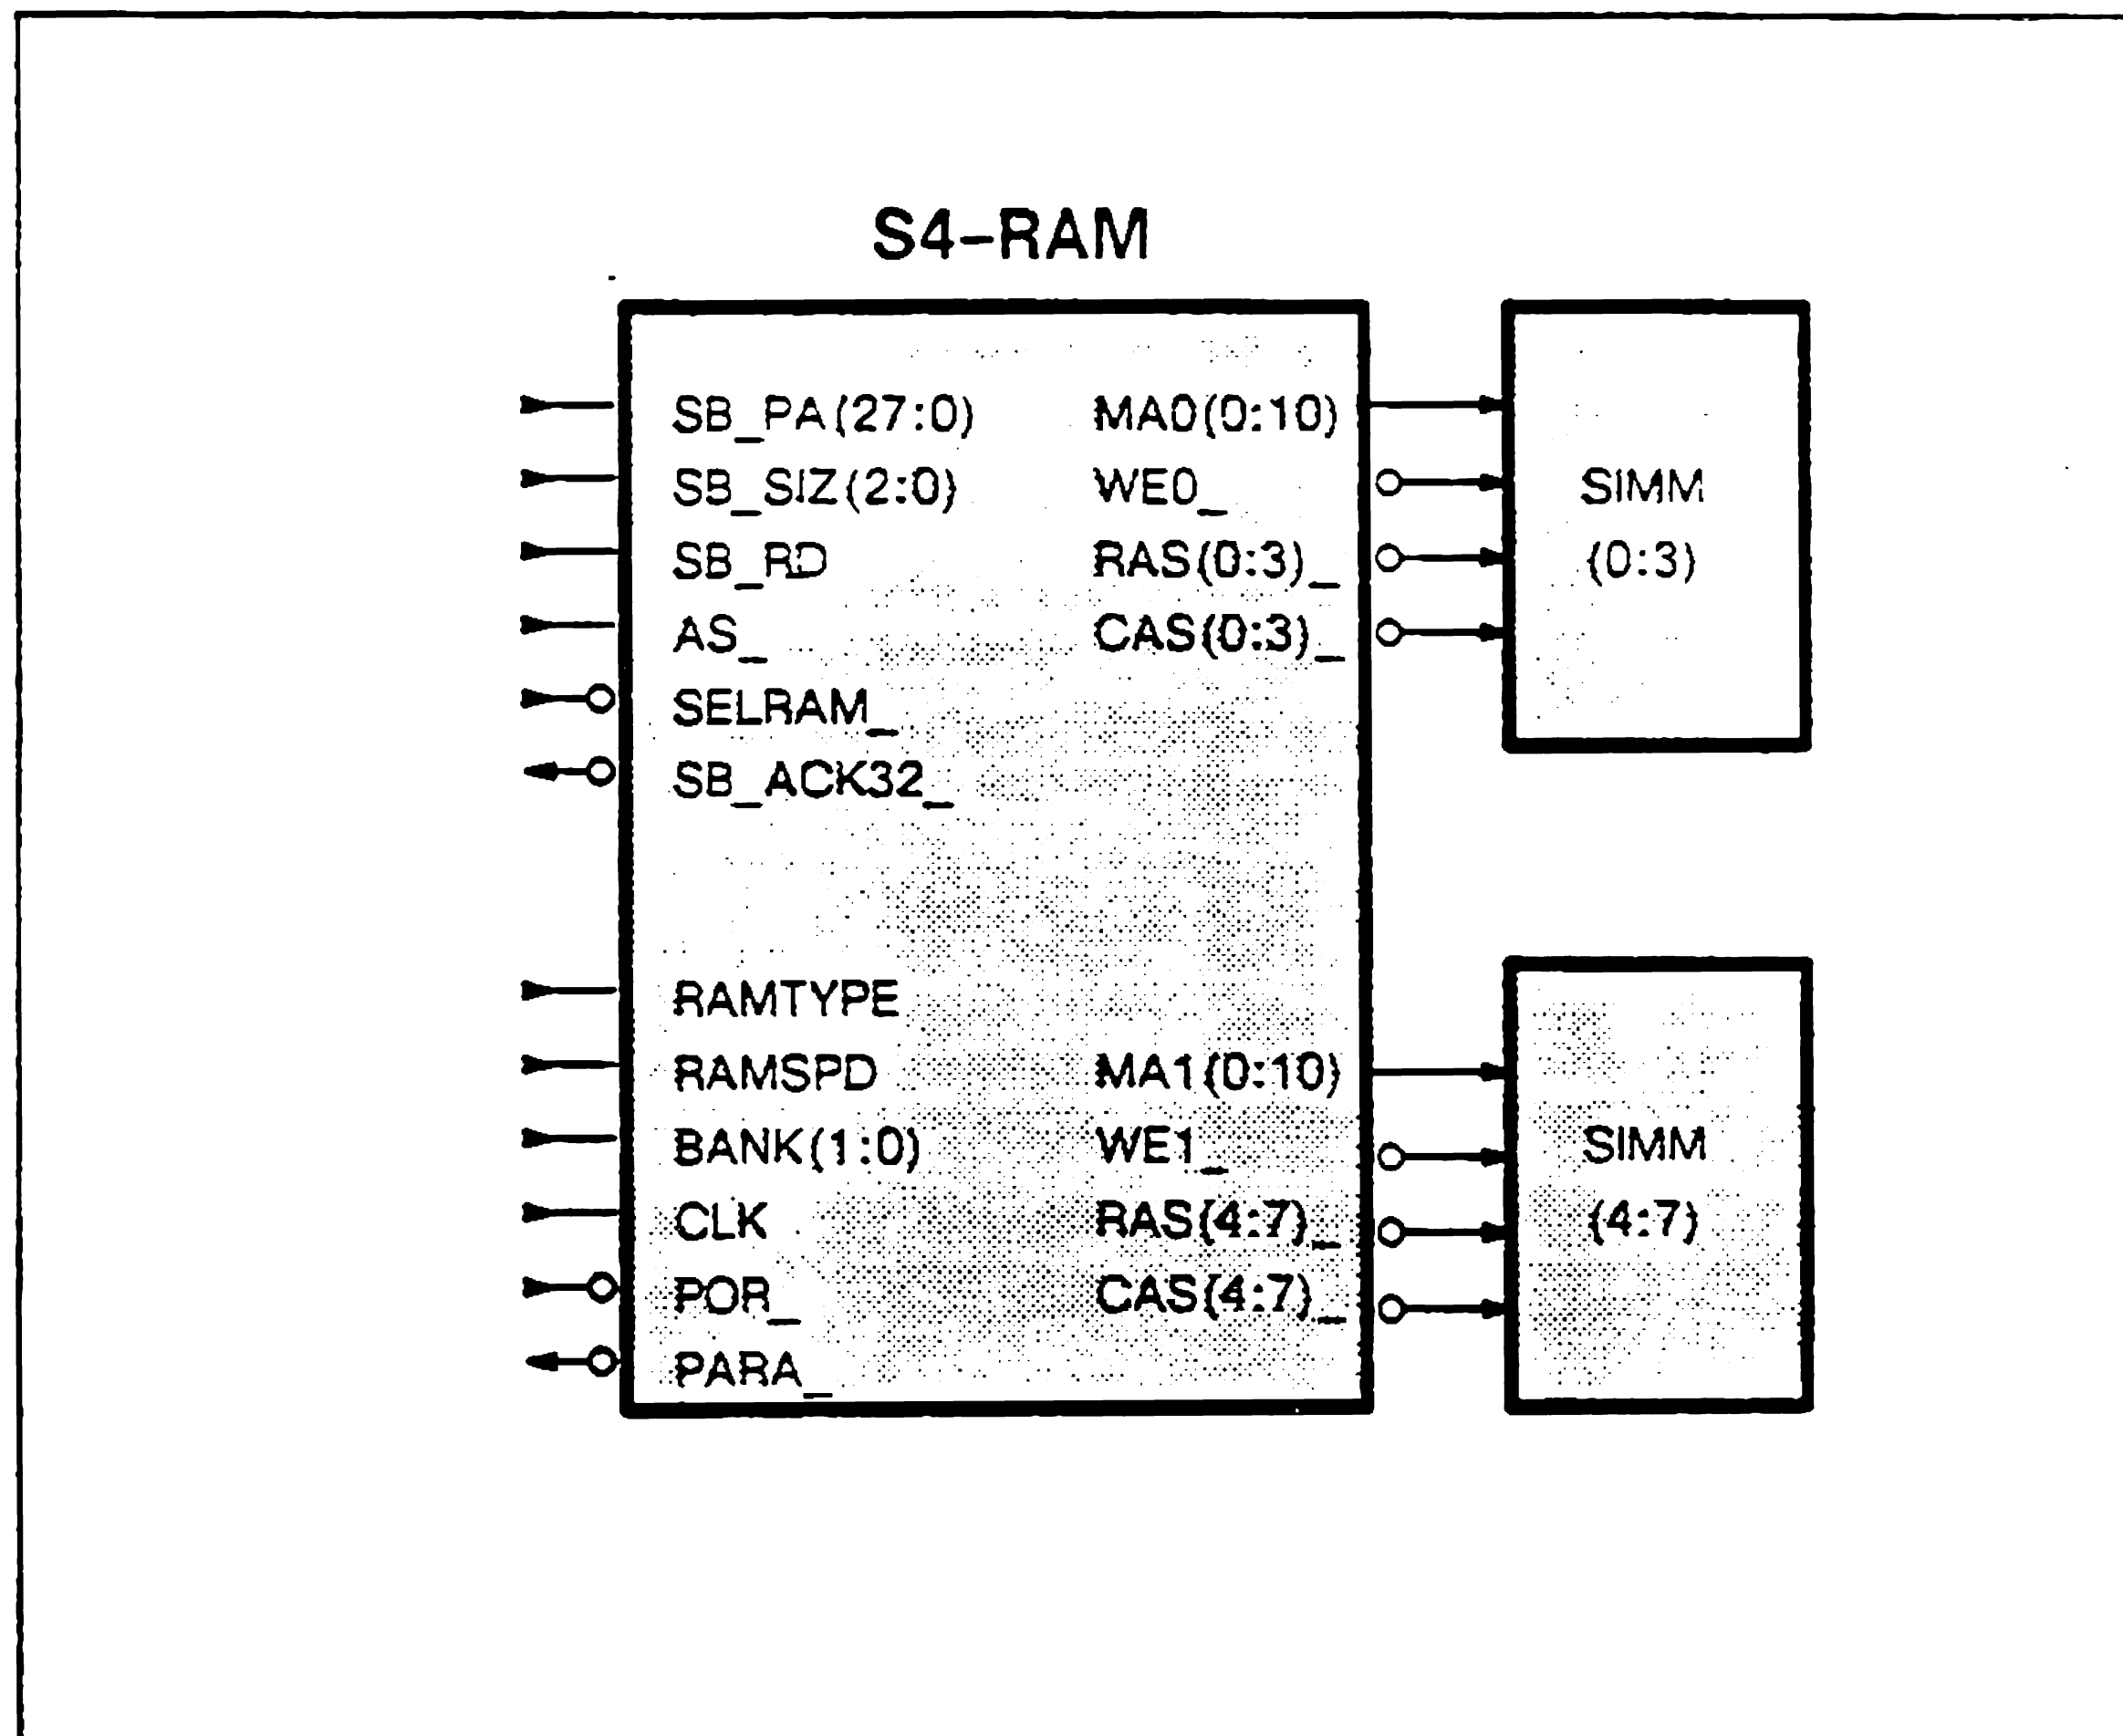 S4-RAM
SB_PA(27:0)
SB_SIZ(2:0)
SB_RD
AS_
SELRAM_
SB_ACK32_
RAMTYPE
RAMSPD
BANK(1:0)
CLK
POR_
PARA_
MA0(0:10)
WE0_
RAS(0:3)_
CAS(0:3)_
MA1(0:10)
WE1_
RAS(4:7)_
CAS(4:7)_
SIMM
(0:3)
SIMM
(4:7)